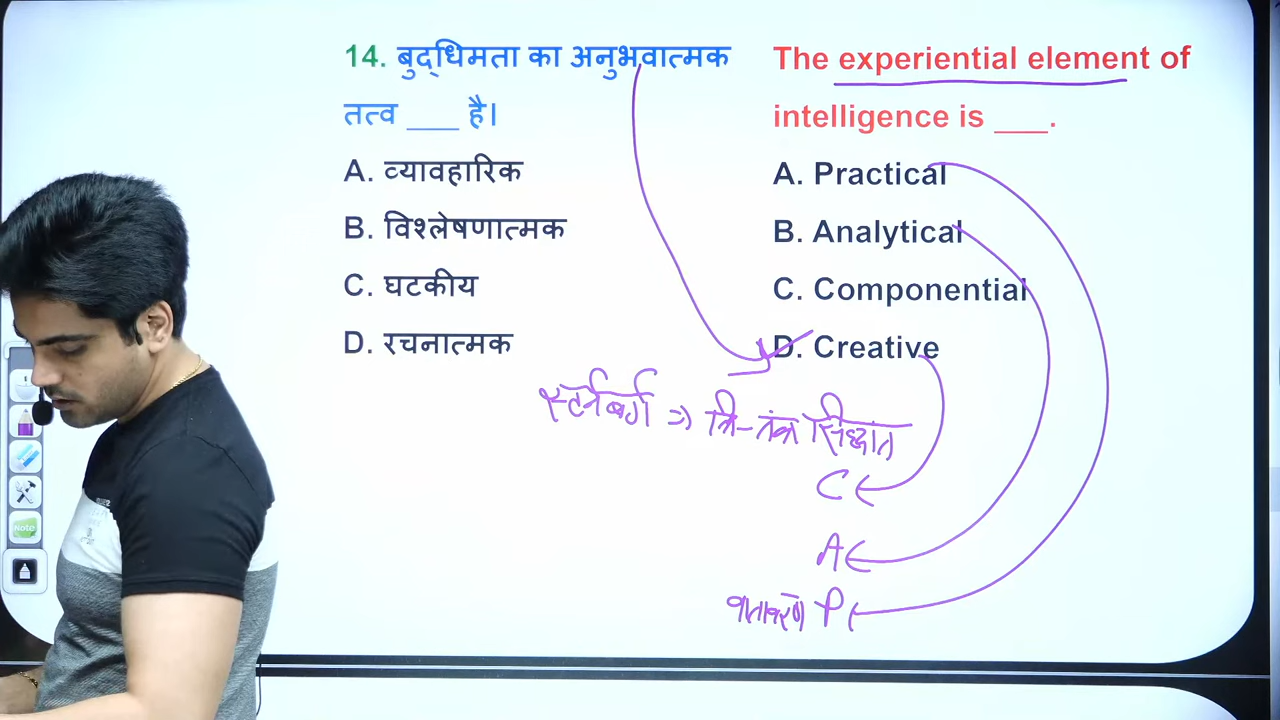 14. बुद्धिमता का अनुभवात्मक
तत्व ___ है।
A. व्यावहारिक
B. विश्लेषणात्मक
C. घटकीय
D. रचनात्मक
The experiential element of
intelligence is ___.
A. Practical
B. Analytical
C. Componential
D. Creative
स्टर्नबर्ग => त्रि-तंत्र सिद्धांत
C
A
वातावरण P
Note